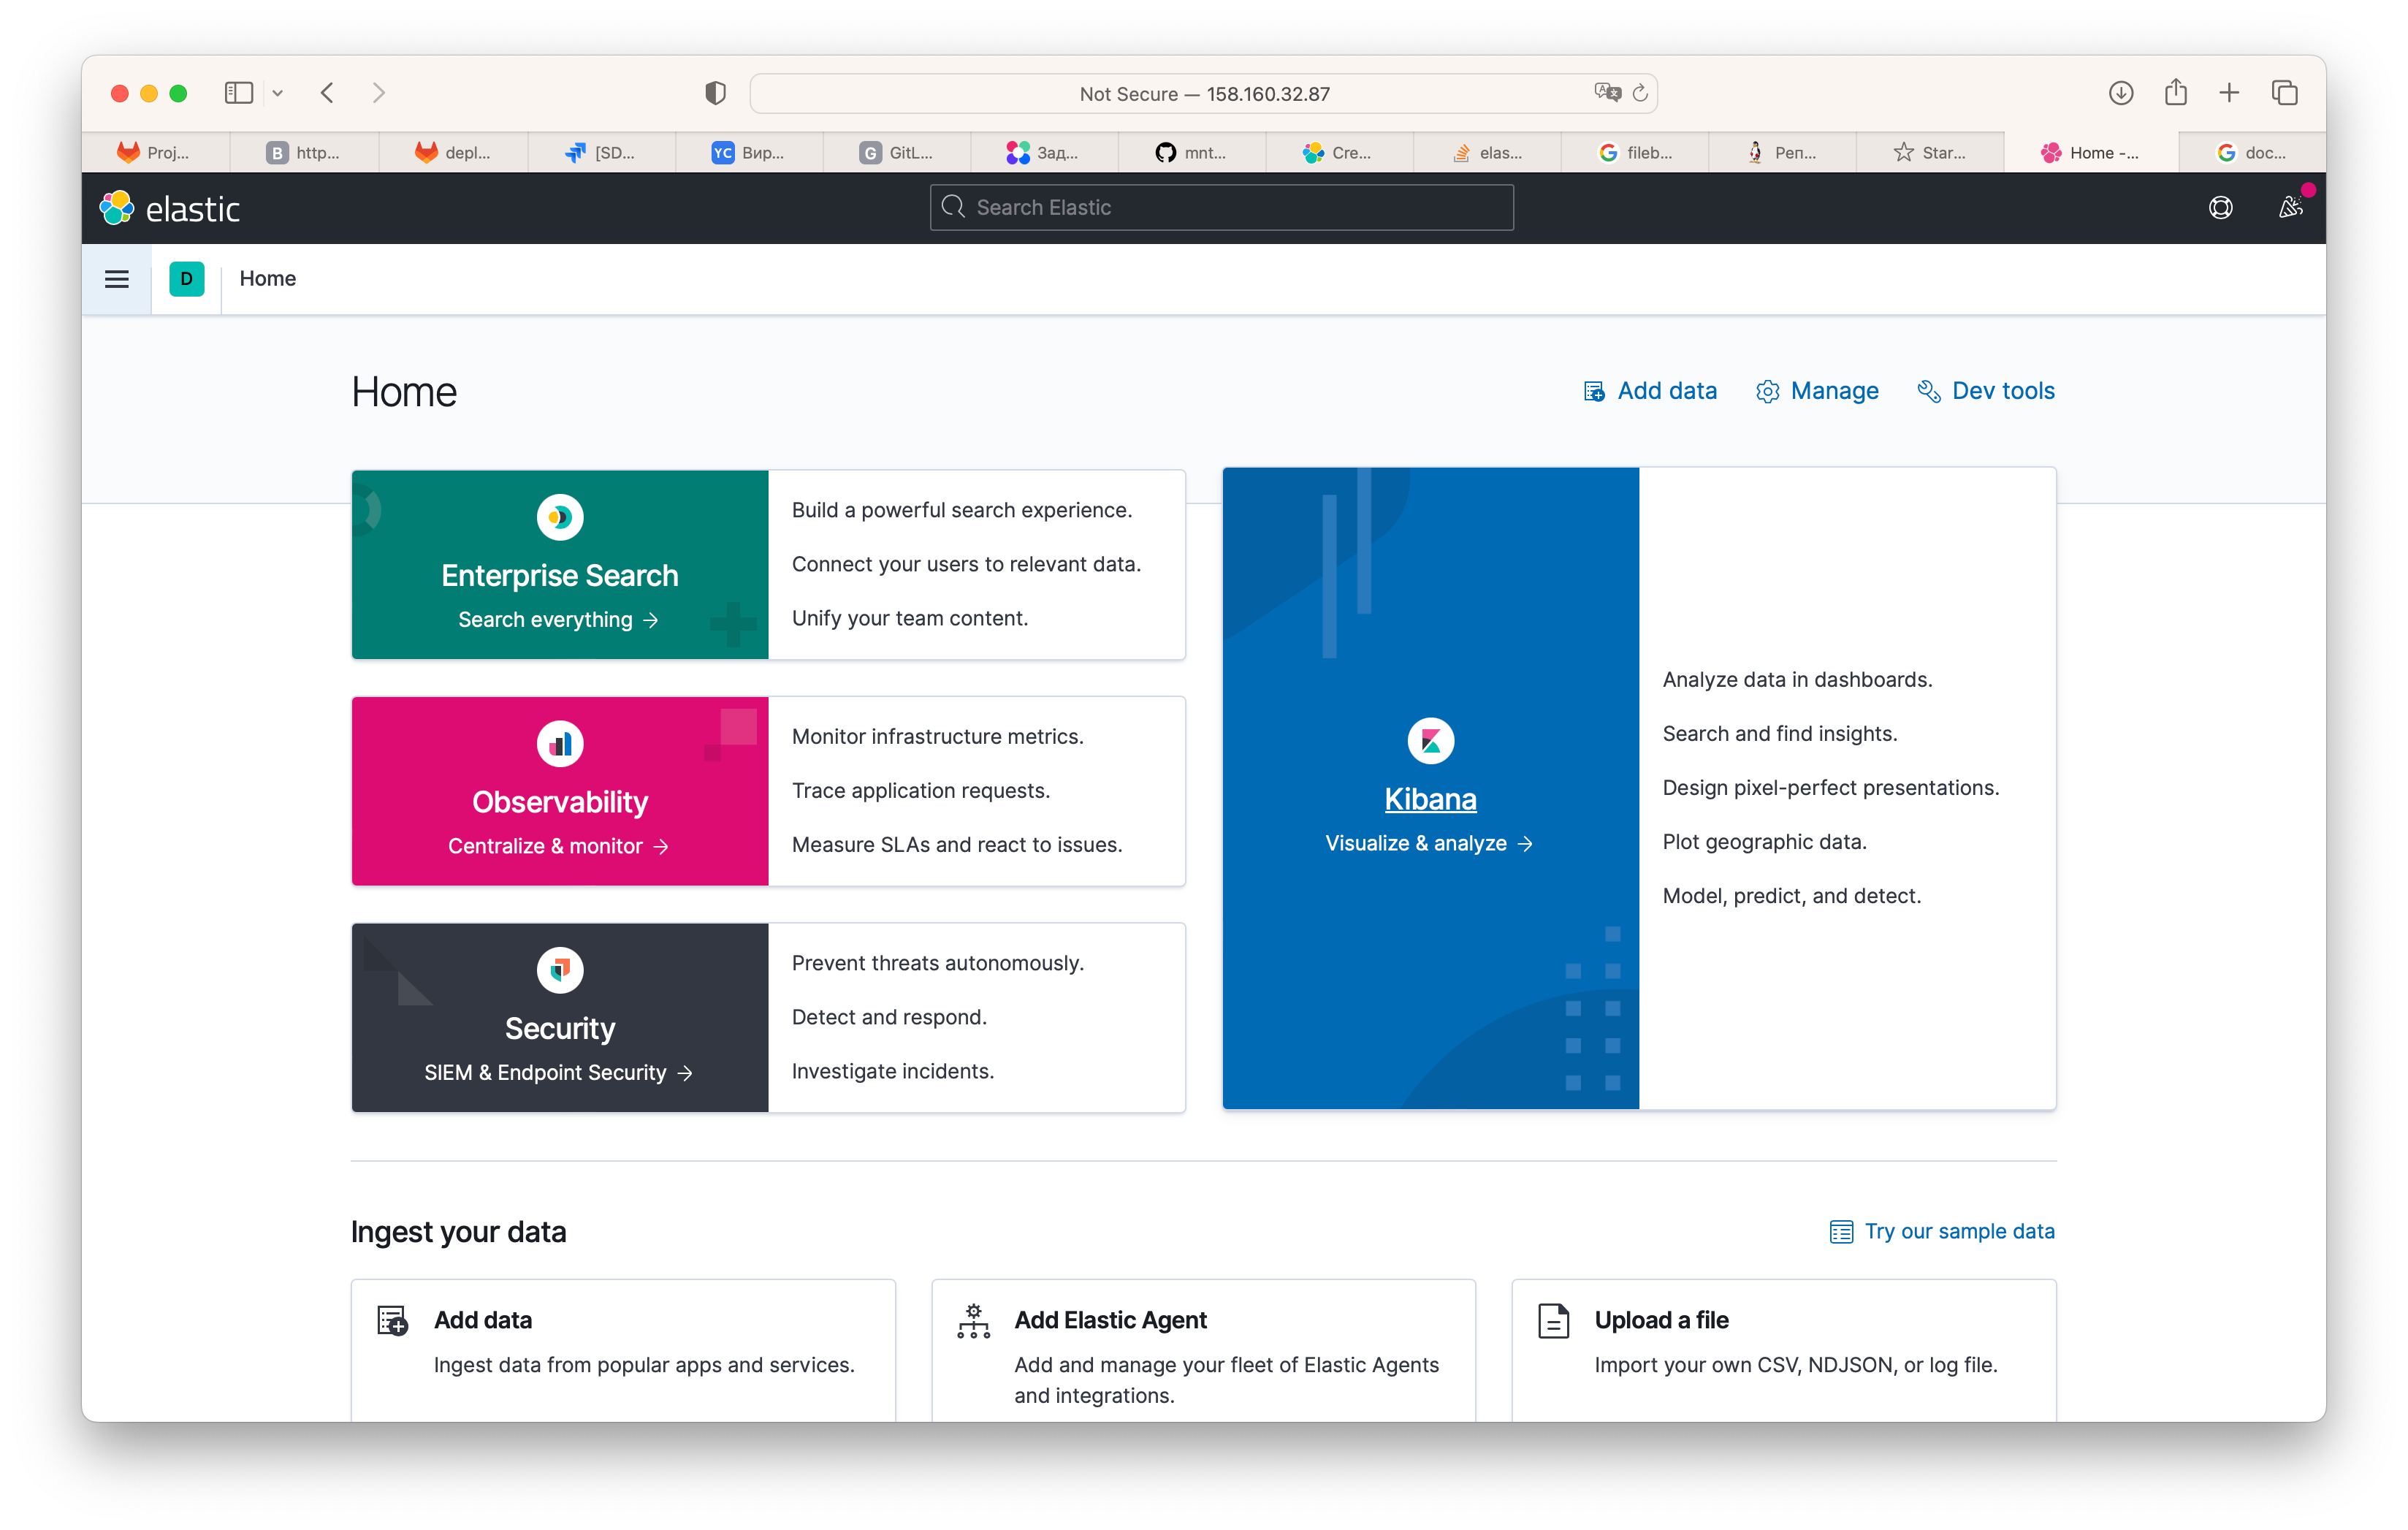 Not Secure — 158.160.32.87
Proj...
B http...
depl...
[SD...
YC Вир...
G GitL...
Зад...
mnt...
Cre...
elas...
G fileb...
Реп...
Star...
Home -...
G doc...
elastic
Search Elastic
D Home
Home
Add data
Manage
Dev tools
Enterprise Search
Search everything →
Build a powerful search experience.
Connect your users to relevant data.
Unify your team content.
Observability
Centralize & monitor →
Monitor infrastructure metrics.
Trace application requests.
Measure SLAs and react to issues.
Security
SIEM & Endpoint Security →
Prevent threats autonomously.
Detect and respond.
Investigate incidents.
Kibana
Visualize & analyze →
Analyze data in dashboards.
Search and find insights.
Design pixel-perfect presentations.
Plot geographic data.
Model, predict, and detect.
Ingest your data
Try our sample data
Add data
Ingest data from popular apps and services.
Add Elastic Agent
Add and manage your fleet of Elastic Agents
and integrations.
Upload a file
Import your own CSV, NDJSON, or log file.